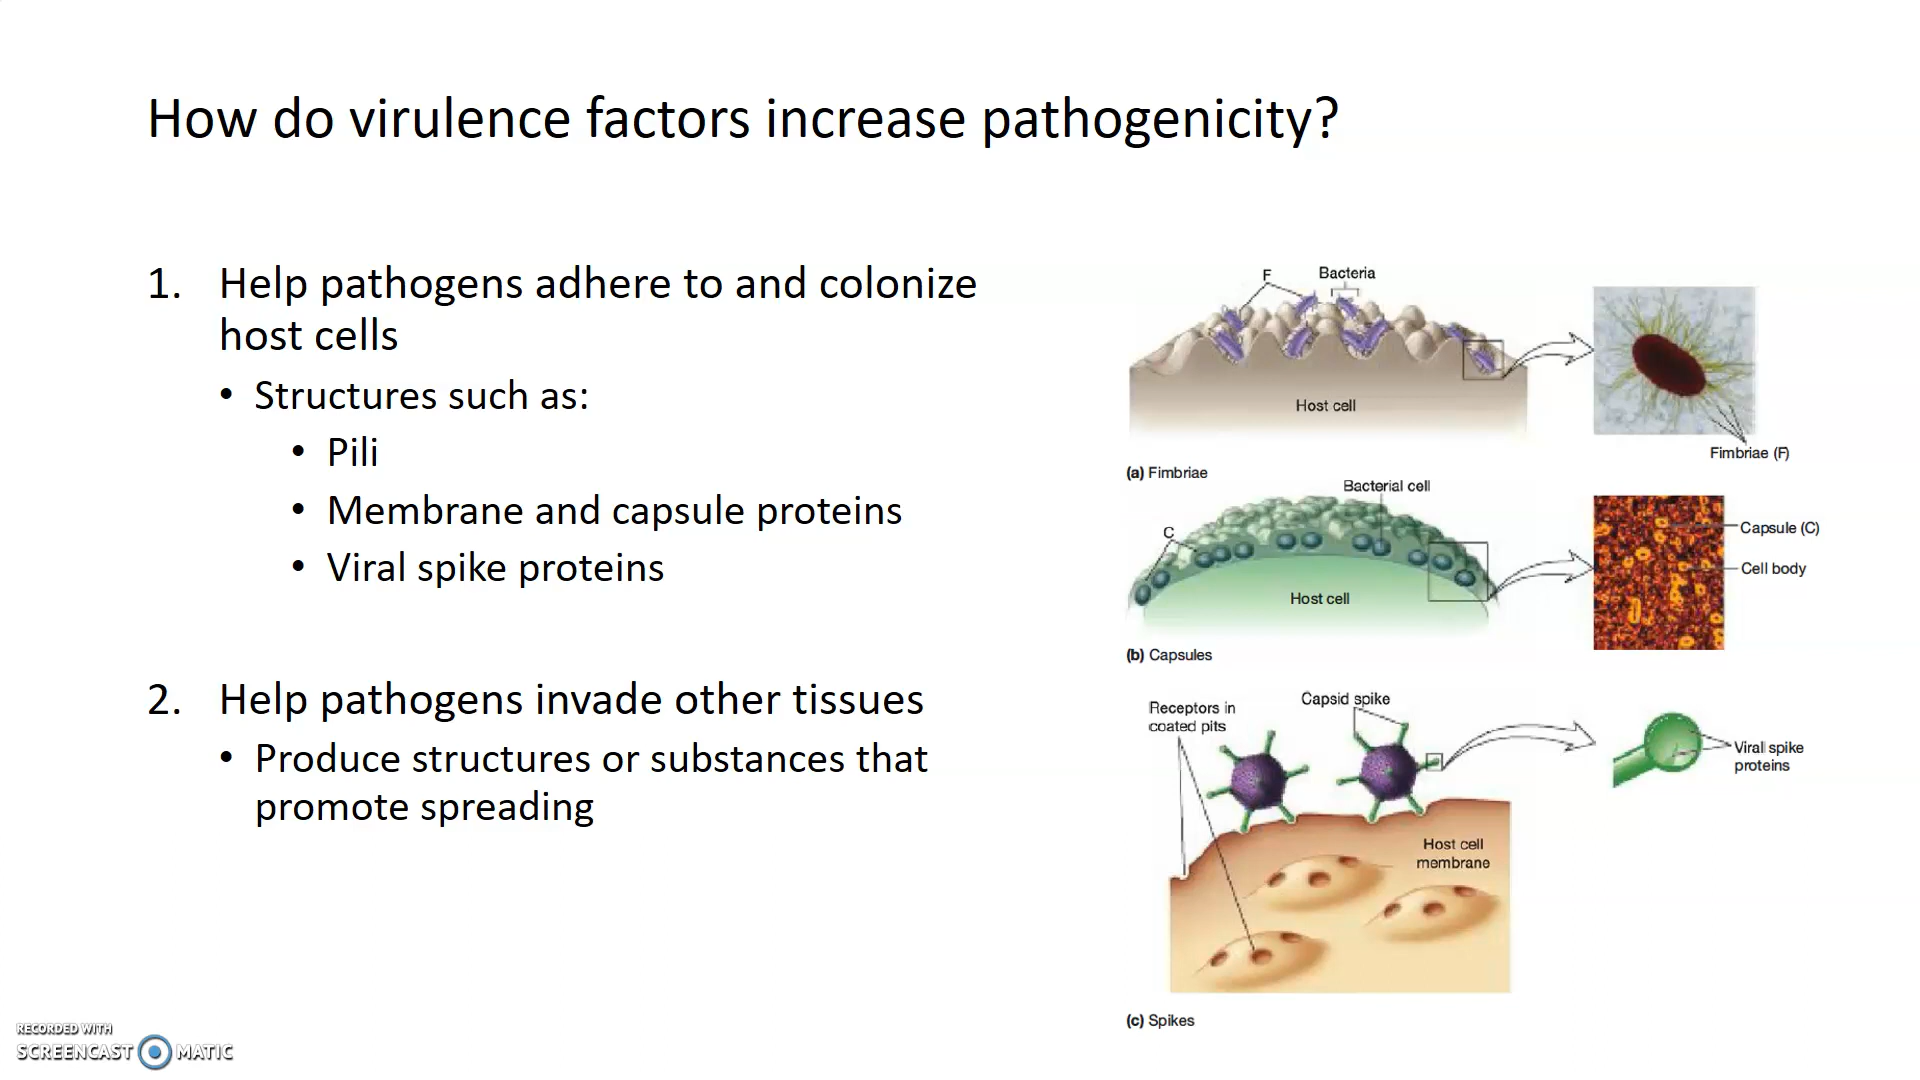 How do virulence factors increase pathogenicity?
1. Help pathogens adhere to and colonize
host cells
• Structures such as:
• Pili
• Membrane and capsule proteins
• Viral spike proteins
2. Help pathogens invade other tissues
• Produce structures or substances that
promote spreading
F
Bacteria
Host cell
Fimbriae (F)
(a) Fimbriae
Bacterial cell
C
Capsule (C)
Cell body
Host cell
(b) Capsules
Receptors in
coated pits
Capsid spike
Viral spike
proteins
Host cell
membrane
(c) Spikes
RECORDED WITH
SCREENCAST MATIC